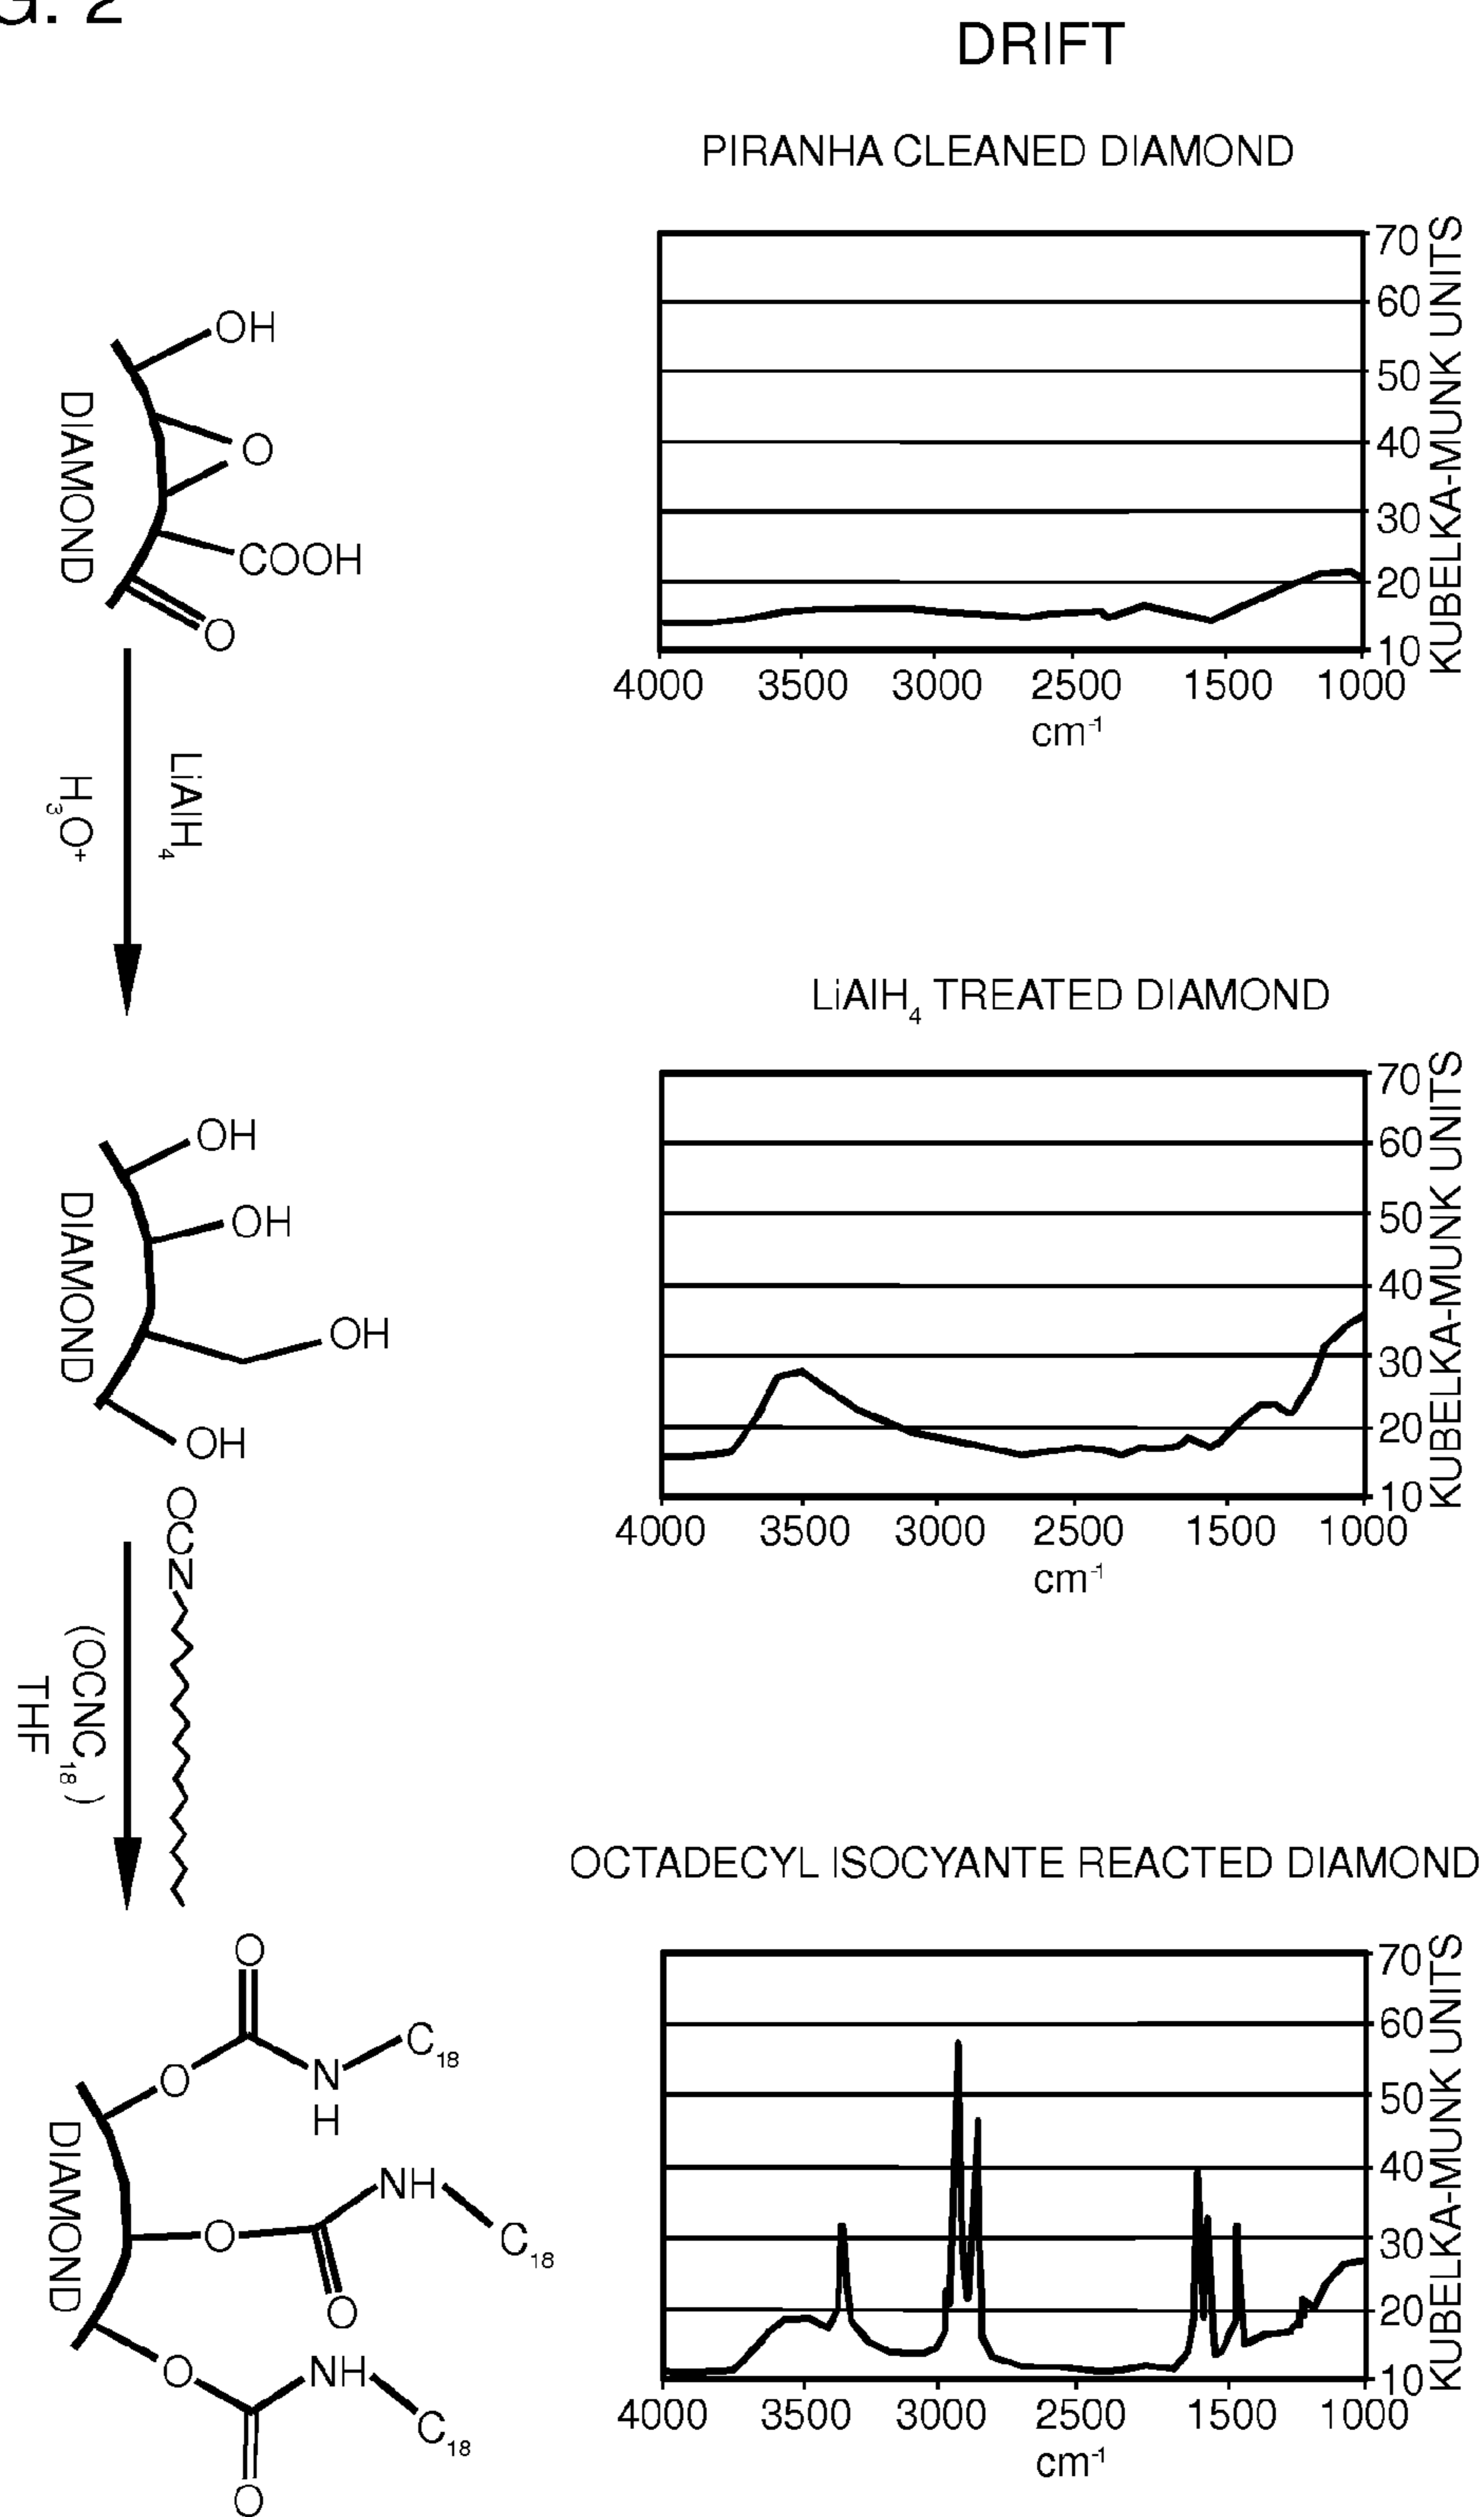 G. 2
DRIFT
PIRANHA CLEANED DIAMOND
OH
O
COOH
O
DIAMOND
70
60
50
40
30
20
10
KUBELKA-MUNK UNITS
4000 3500 3000 2500 1500 1000
cm⁻¹
LiAlH₄
H₃O⁺
LiAlH₄ TREATED DIAMOND
OH
OH
OH
OH
DIAMOND
70
60
50
40
30
20
10
KUBELKA-MUNK UNITS
4000 3500 3000 2500 1500 1000
cm⁻¹
OCN
(OCNC₁₈)
THF
OCTADECYL ISOCYANTE REACTED DIAMOND
O
O
N
H
C₁₈
O
NH
C₁₈
O
O
NH
C₁₈
O
DIAMOND
70
60
50
40
30
20
10
KUBELKA-MUNK UNITS
4000 3500 3000 2500 1500 1000
cm⁻¹